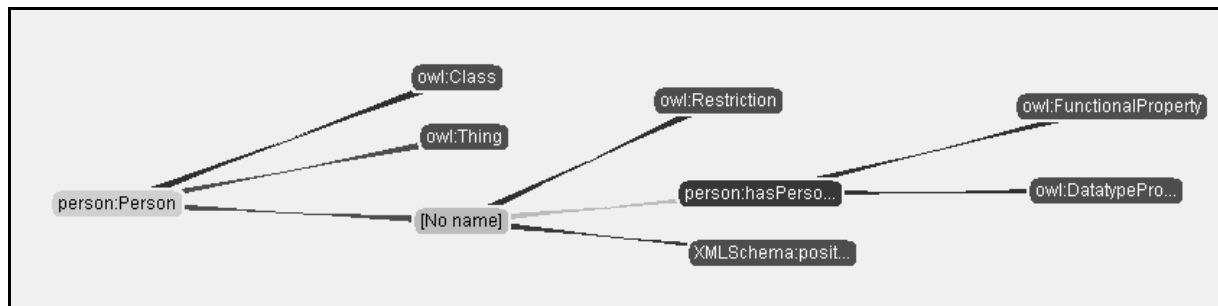 owl:Class
owl:Restriction
owl:FunctionalProperty
owl:Thing
person:Person
person:hasPerso...
owl:DatatypePro...
[No name]
XMLSchema:posit...